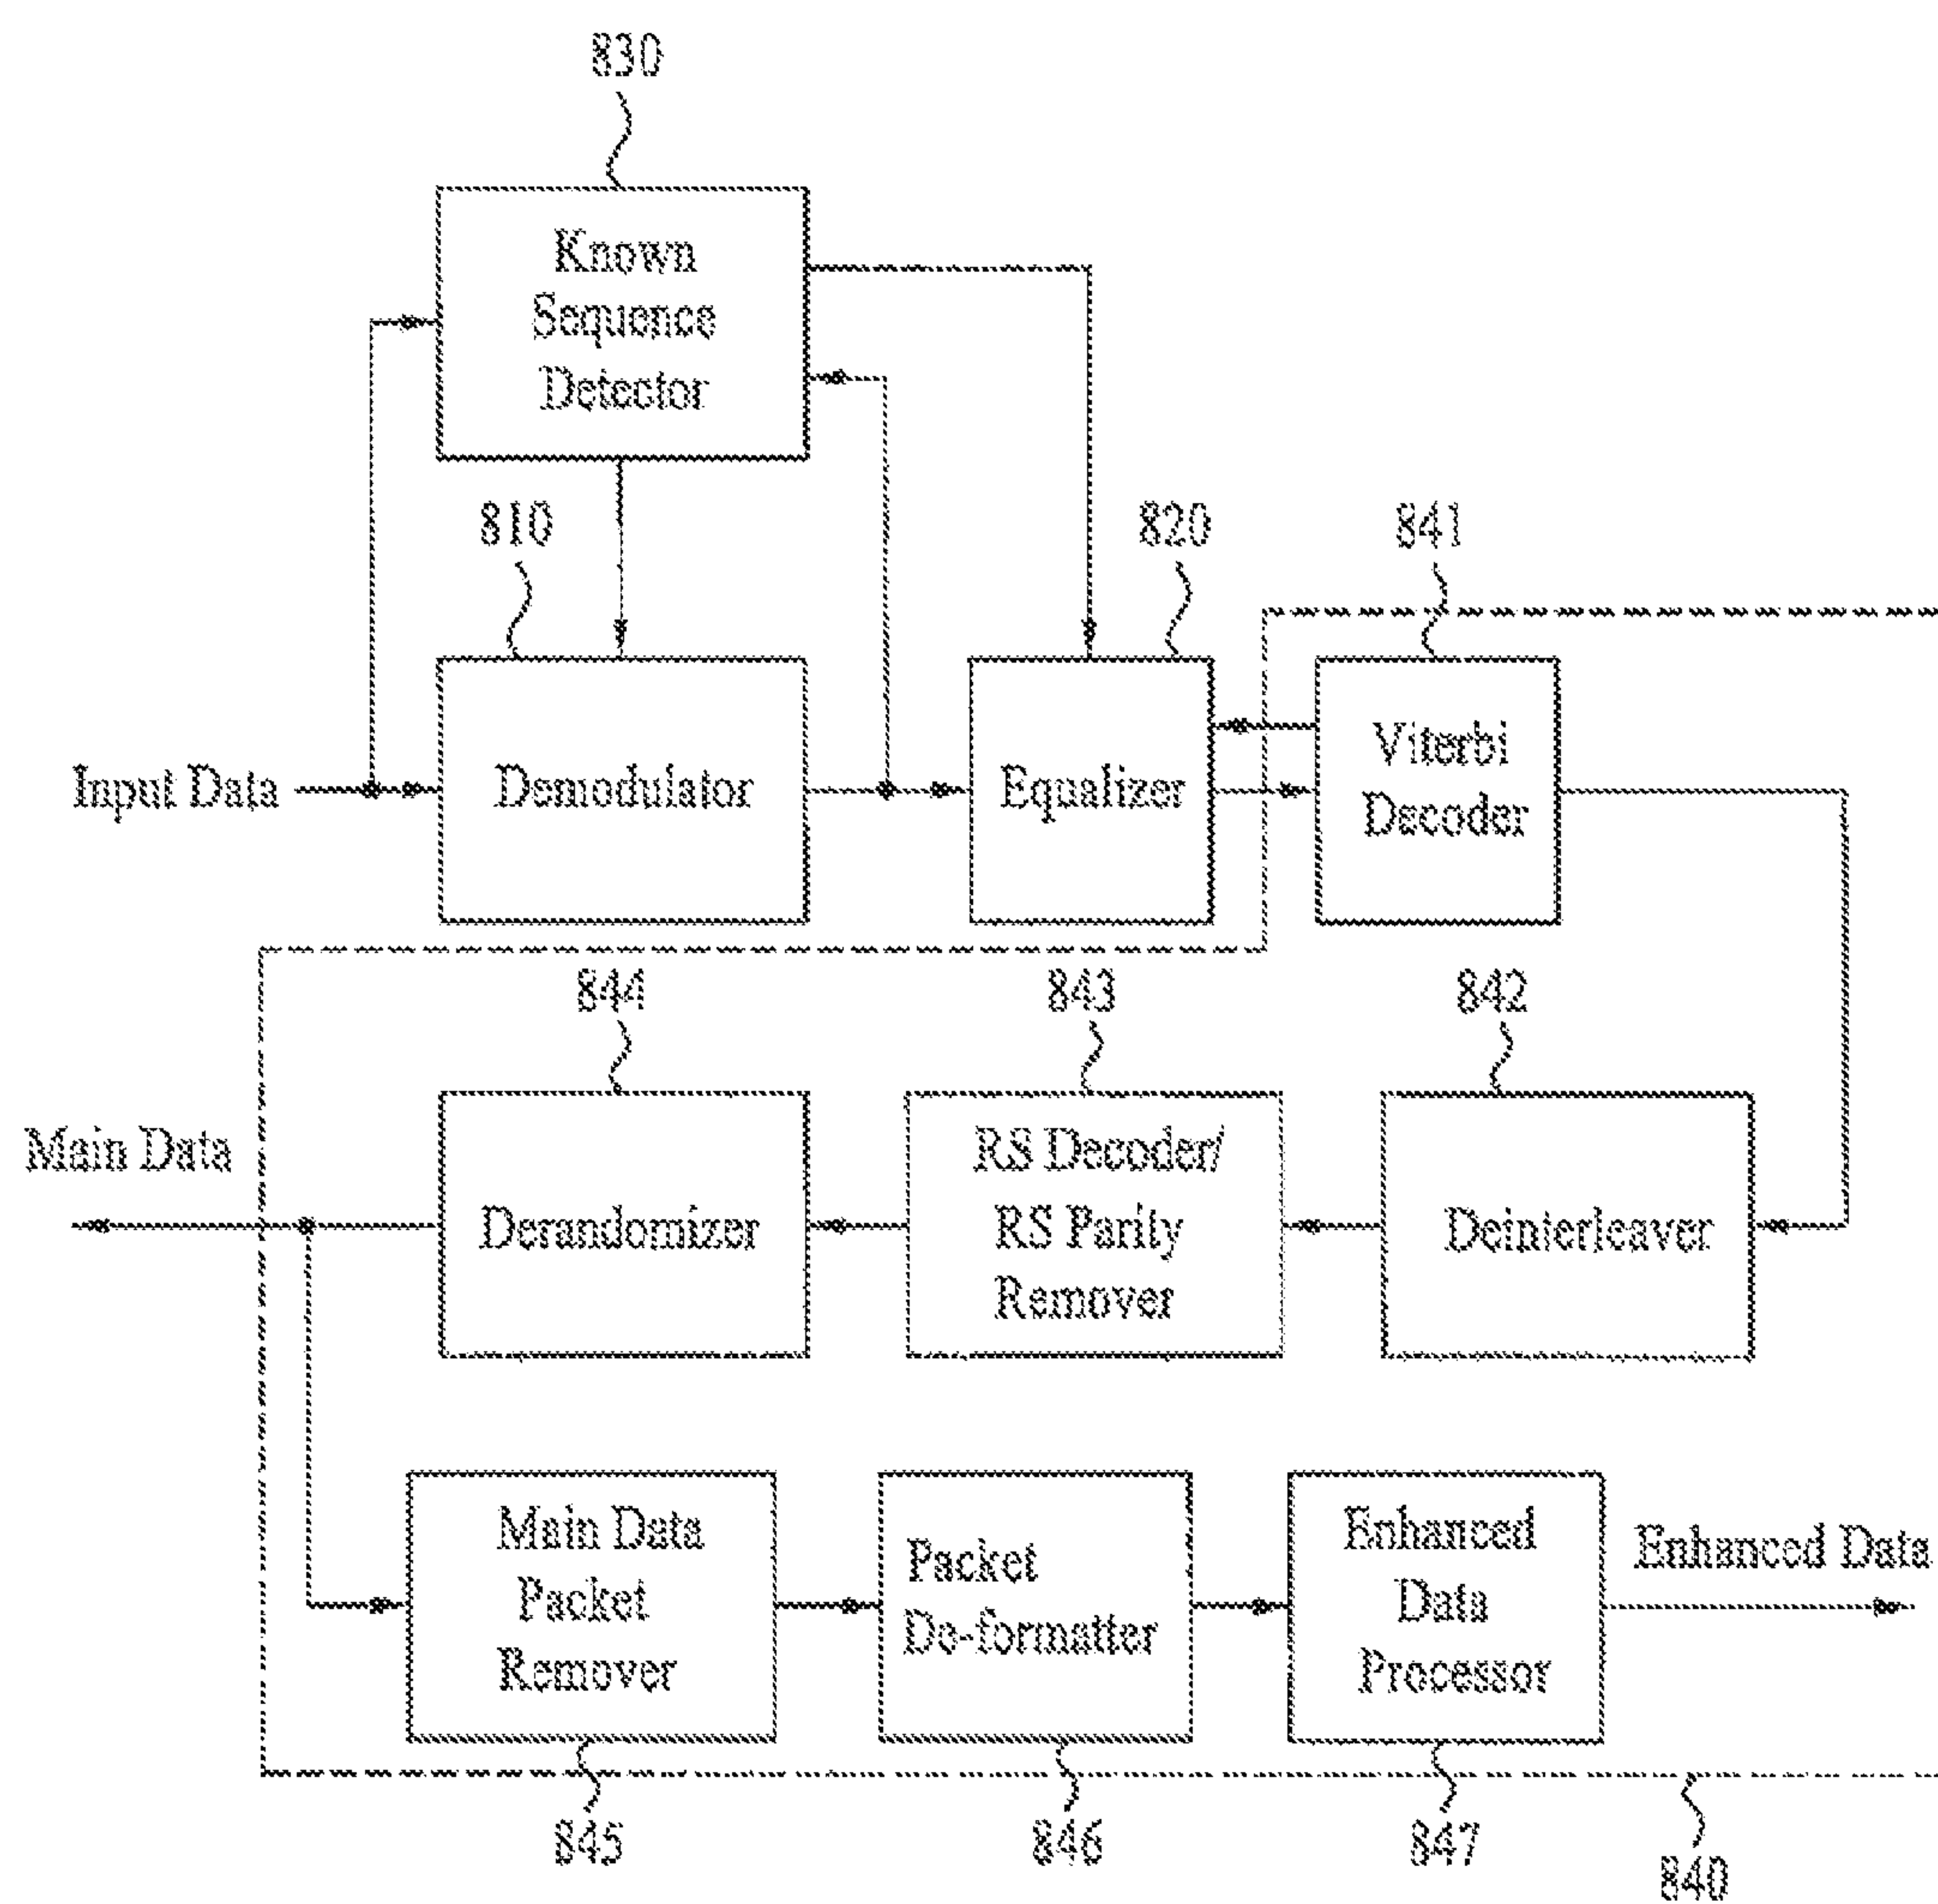 830
Known
Sequence
Detector
810
820
841
Input Data
Demodulator
Equalizer
Viterbi
Decoder
844
843
842
Main Data
Derandomizer
RS Decoder/
RS Parity
Remover
Deinterleaver
Main Data
Packet
Remover
Packet
De-formatter
Enhanced
Data
Processor
Enhanced Data
845
846
847
840